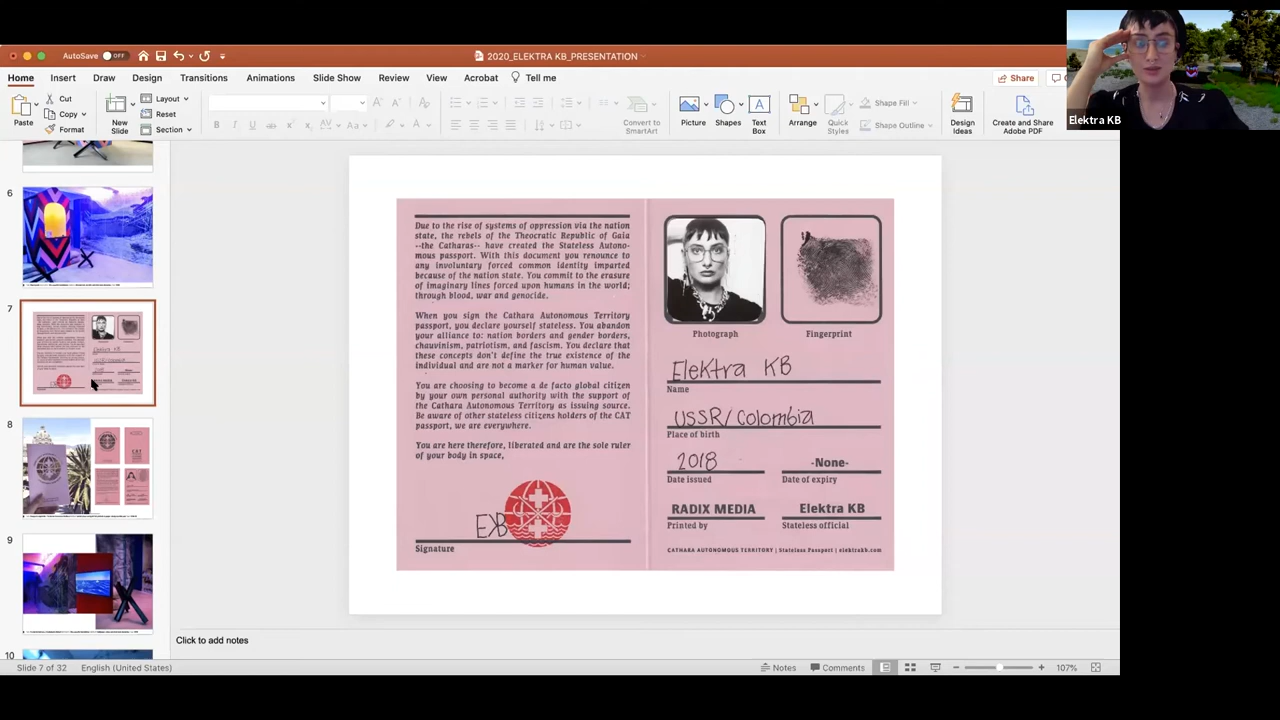 AutoSave OFF
2020_ELEKTRA KB_PRESENTATION
Home Insert Draw Design Transitions Animations Slide Show Review View Acrobat Tell me
Share
Paste
Cut
Copy
Format
New Slide
Layout
Reset
Section
Convert to SmartArt
Picture
Shapes
Text Box
Arrange
Quick Styles
Shape Fill
Shape Outline
Design Ideas
Create and Share Adobe PDF
Elektra KB
6
7
8
9
10
Due to the rise of systems of oppression via the nation
state, the rebels of the Theocratic Republic of Gaia
--the Catharas-- have created the Stateless Autono-
mous passport. With this document you renounce to
any involuntary forced common identity imparted
because of the nation state. You commit to the erasure
of imaginary lines forced upon humans in the world;
through blood, war and genocide.
When you sign the Cathara Autonomous Territory
passport, you declare yourself stateless. You abandon
your alliance to: nation borders and gender borders,
chauvinism, patriotism, and fascism. You declare that
these concepts don't define the true existence of the
individual and are not a marker for human value.
You are choosing to become a de facto global citizen
by your own personal authority with the support of
the Cathara Autonomous Territory as issuing source.
Be aware of other stateless citizens holders of the CAT
passport, we are everywhere.
You are here therefore, liberated and are the sole ruler
of your body in space,
EKB
Signature
Photograph
Fingerprint
Elektra KB
Name
USSR/Colombia
Place of birth
2018
Date issued
-None-
Date of expiry
RADIX MEDIA
Printed by
Elektra KB
Stateless official
CATHARA AUTONOMOUS TERRITORY | Stateless Passport | elektrakb.com
Click to add notes
Slide 7 of 32 English (United States)
Notes Comments 107%